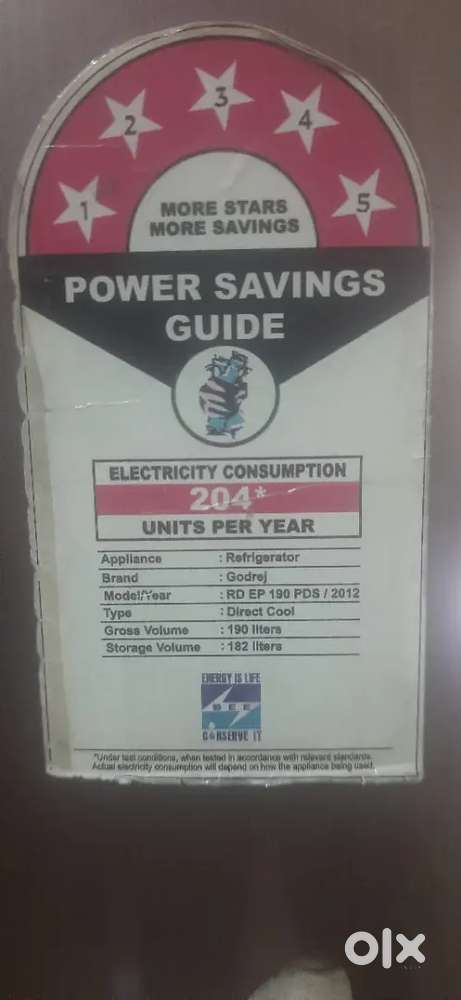 1 2 3 4 5
MORE STARS
MORE SAVINGS
POWER SAVINGS
GUIDE
ELECTRICITY CONSUMPTION
204*
UNITS PER YEAR
Appliance : Refrigerator
Brand : Godrej
Model/Year : RD EP 190 PDS / 2012
Type : Direct Cool
Gross Volume : 190 liters
Storage Volume : 182 liters
ENERGY IS LIFE
BEE
CONSERVE IT
*Under test conditions, when tested in accordance with relevant standards.
Actual electricity consumption will depend on how the appliance being used.
olx